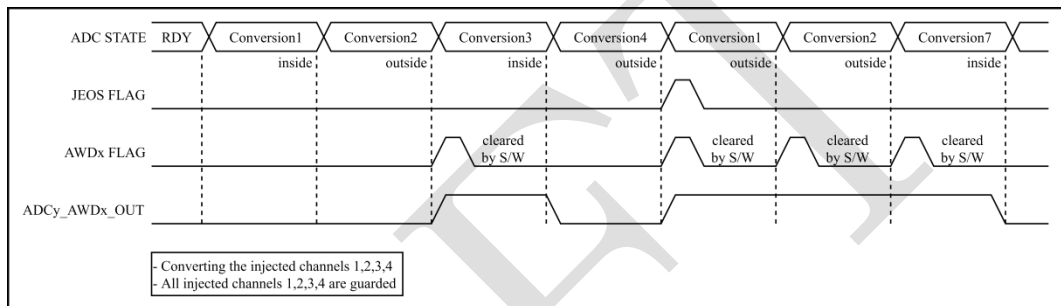 ADC STATE RDY Conversion1 Conversion2 Conversion3 Conversion4 Conversion1 Conversion2 Conversion7
inside outside inside outside outside outside inside
JEOS FLAG
AWDx FLAG cleared by S/W cleared by S/W cleared by S/W cleared by S/W
ADCy_AWDx_OUT
- Converting the injected channels 1,2,3,4
- All injected channels 1,2,3,4 are guarded